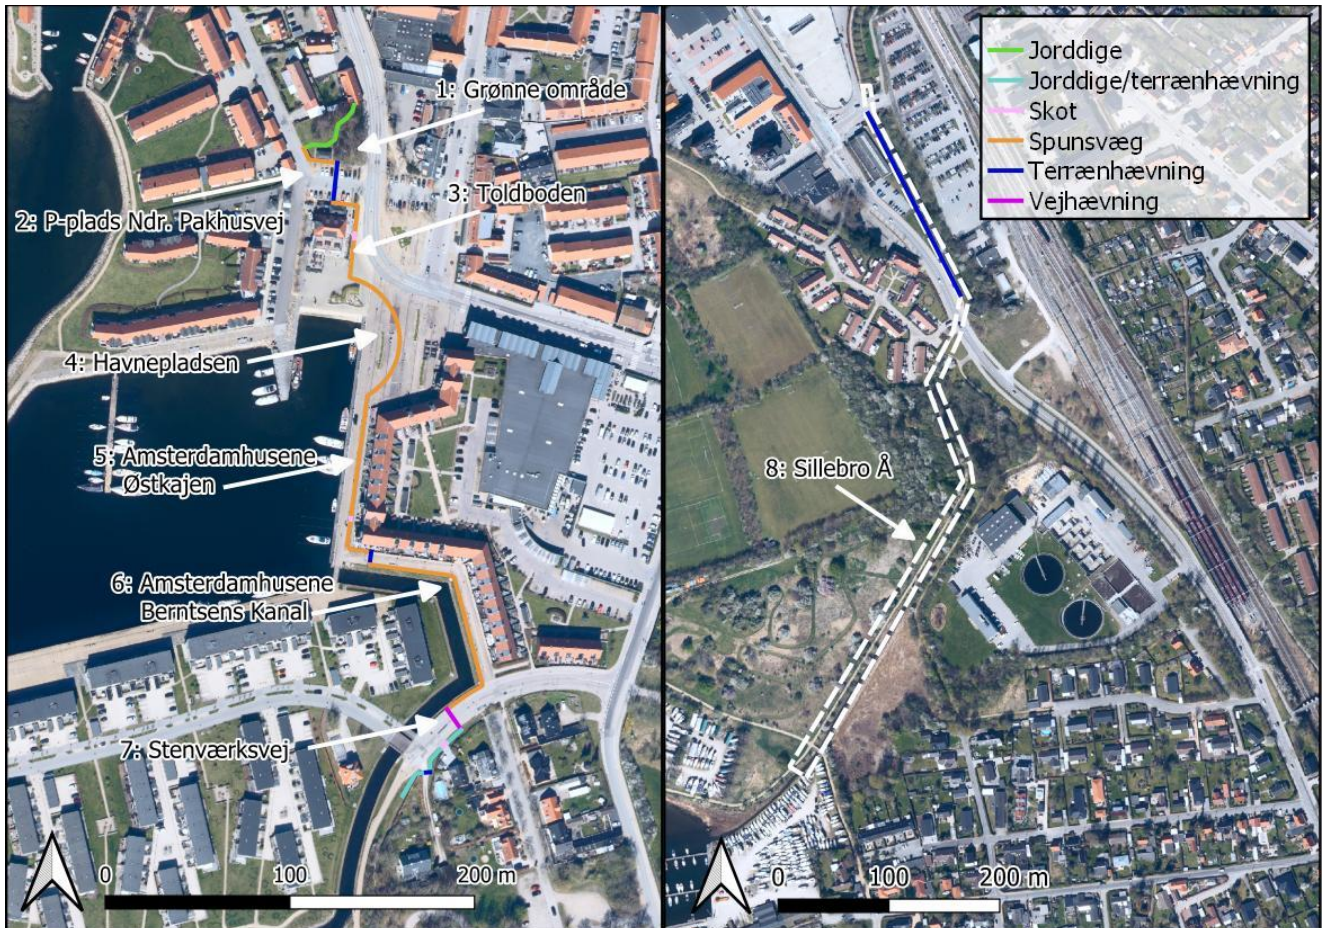 1: Grønne område
2: P-plads Ndr. Pakhusvej
3: Toldboden
4: Havnepladsen
5: Amsterdamhusene
Østkajen
6: Amsterdamhusene
Berntsens Kanal
7: Stenværksvej
0 100 200 m
8: Sillebro Å
0 100 200 m
Jorddige
Jorddige/terrænhævning
Skot
Spunsvæg
Terrænhævning
Vejhævning